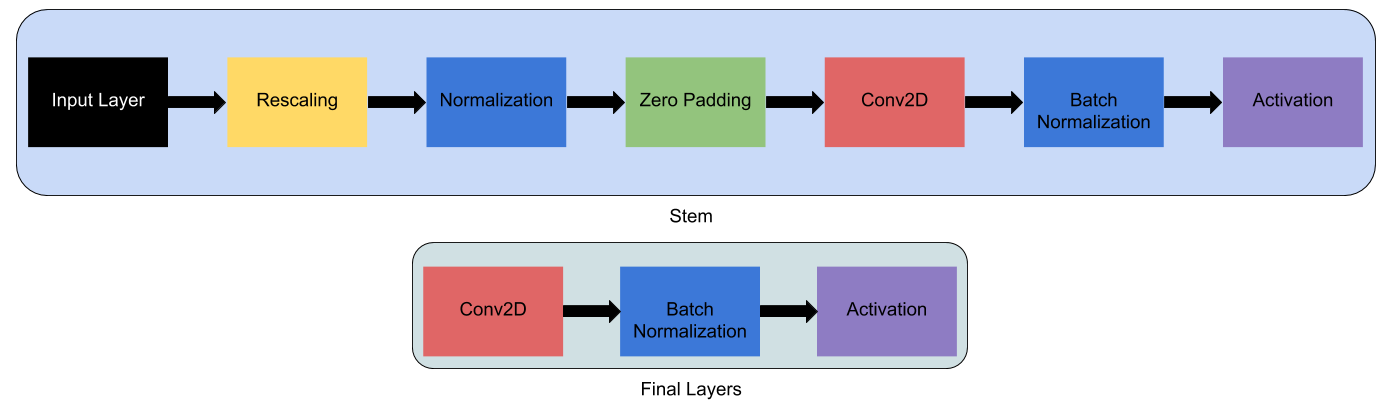 Input Layer
Rescaling
Normalization
Zero Padding
Conv2D
Batch
Normalization
Activation
Stem
Conv2D
Batch
Normalization
Activation
Final Layers